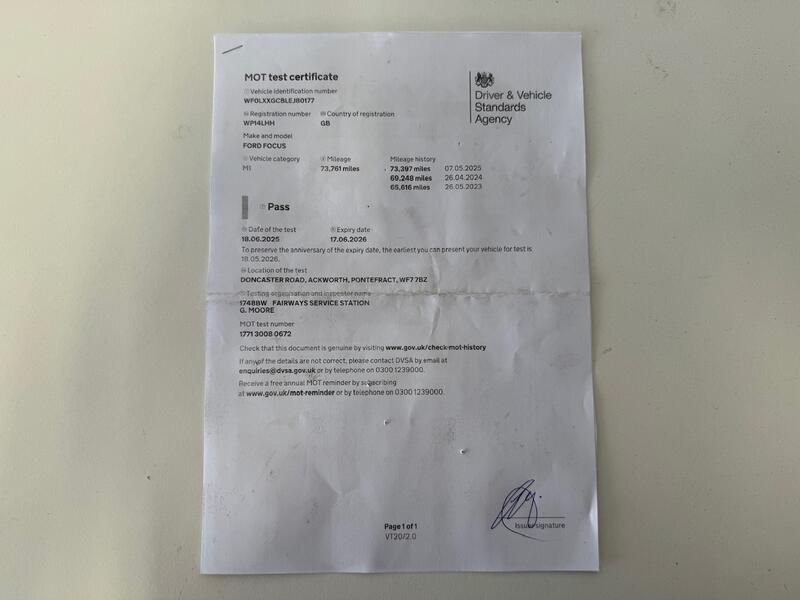 MOT test certificate
Vehicle identification number
WF0LXXGCBLEJ80177
Registration number Country of registration
WP14LHH GB
Make and model
FORD FOCUS
Vehicle category Mileage Mileage history
M1 73,761 miles 73,397 miles 07.05.2025
69,248 miles 26.04.2024
65,616 miles 26.05.2023
Pass
Date of the test Expiry date
18.06.2025 17.06.2026
To preserve the anniversary of the expiry date, the earliest you can present your vehicle for test is
18.05.2026.
Location of the test
DONCASTER ROAD, ACKWORTH, PONTEFRACT, WF7 7BZ
Testing organisation and inspector name
1748BW FAIRWAYS SERVICE STATION
G. MOORE
MOT test number
1771 3008 0672
Check that this document is genuine by visiting www.gov.uk/check-mot-history
If any of the details are not correct, please contact DVSA by email at
enquiries@dvsa.gov.uk or by telephone on 0300 1239000.
Receive a free annual MOT reminder by subscribing
at www.gov.uk/mot-reminder or by telephone on 0300 1239000.
Driver & Vehicle
Standards
Agency
Issuer signature
Page 1 of 1
VT20/2.0